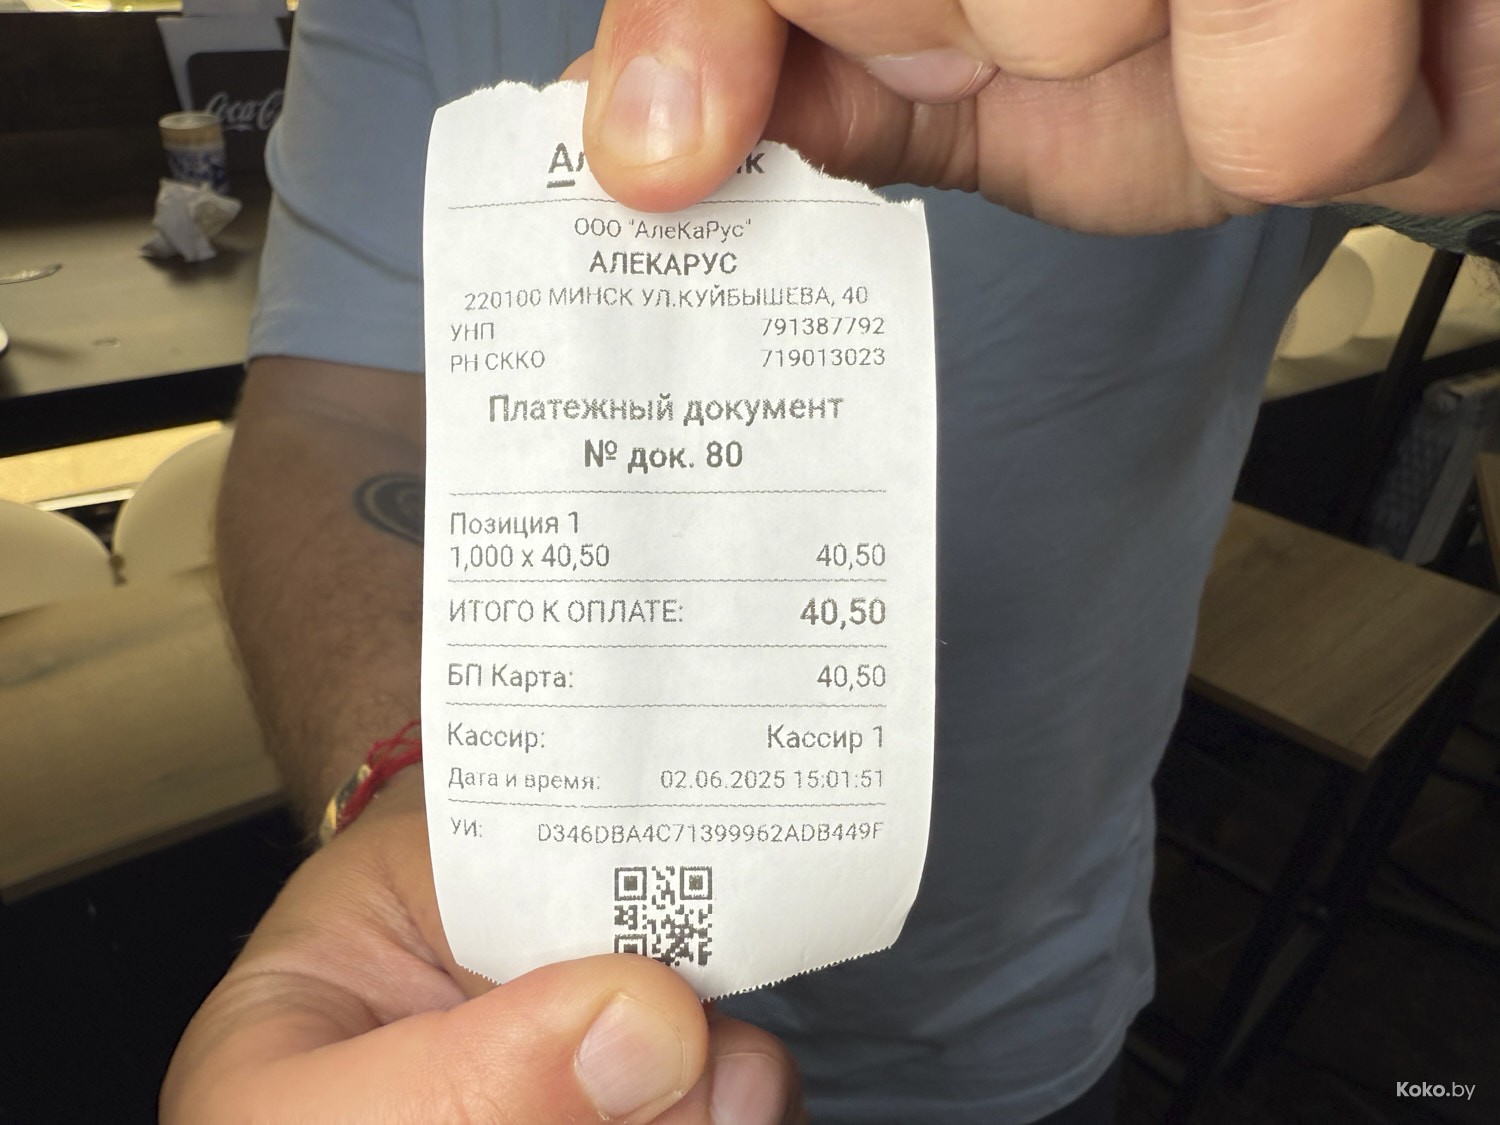 ООО "АлеКаРус"
АЛЕКАРУС
220100 МИНСК УЛ.КУЙБЫШЕВА, 40
УНП 791387792
РН СККО 719013023
Платежный документ
№ док. 80
Позиция 1
1,000 x 40,50 40,50
ИТОГО К ОПЛАТЕ: 40,50
БП Карта: 40,50
Кассир: Кассир 1
Дата и время: 02.06.2025 15:01:51
УИ: D346DBA4C71399962ADB449F
Koko.by